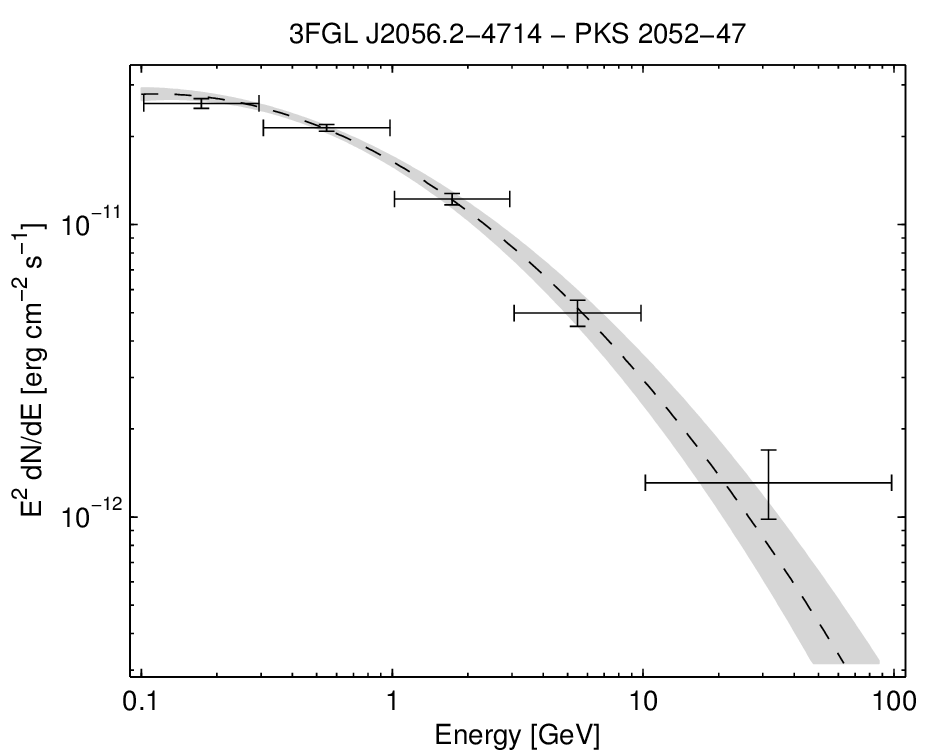 3FGL J2056.2−4714 − PKS 2052−47
E² dN/dE [erg cm⁻² s⁻¹]
10⁻¹¹
10⁻¹²
0.1 1 10 100
Energy [GeV]